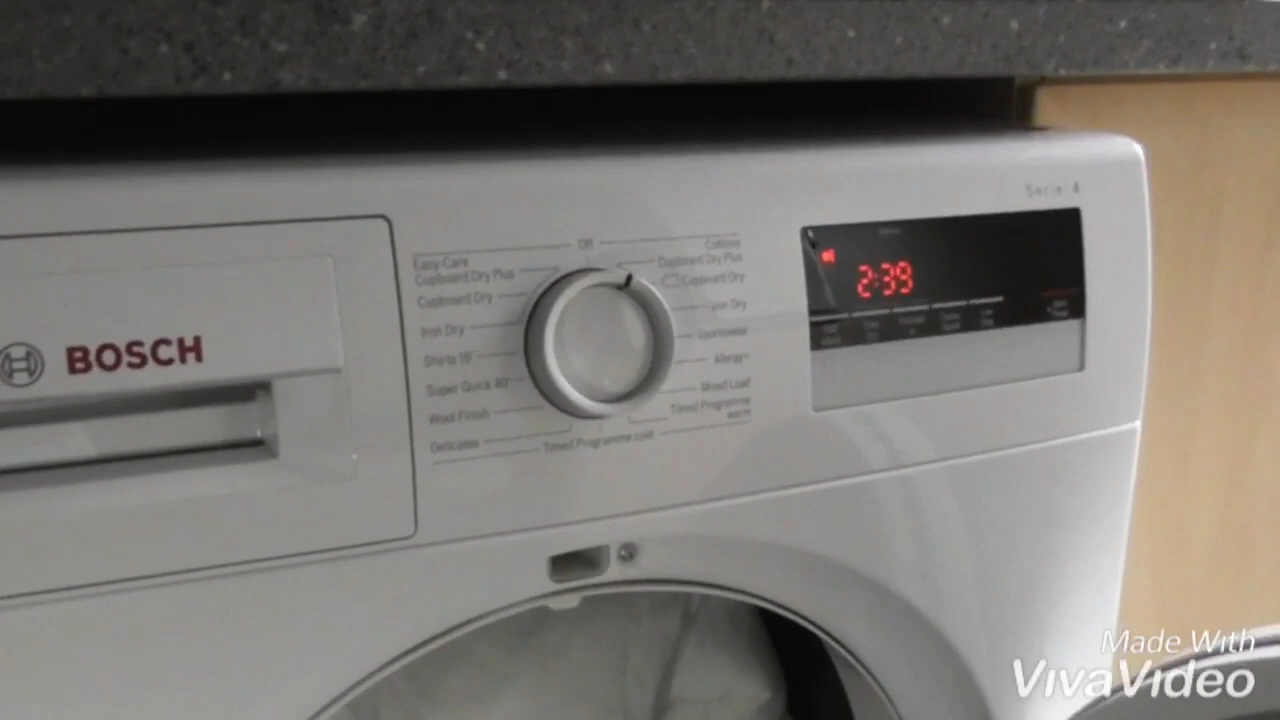 Serie 4
Off
Cottons
Easy-Care
Cupboard Dry Plus
Cupboard Dry Plus
Cupboard Dry
Cupboard Dry
Iron Dry
Iron Dry
Sportswear
Shirts 15'
Allergy+
Super Quick 40'
Mixed Load
Wool Finish
Timed Programme
warm
Delicates
Timed Programme cold
2:39
BOSCH
Made With
VivaVideo